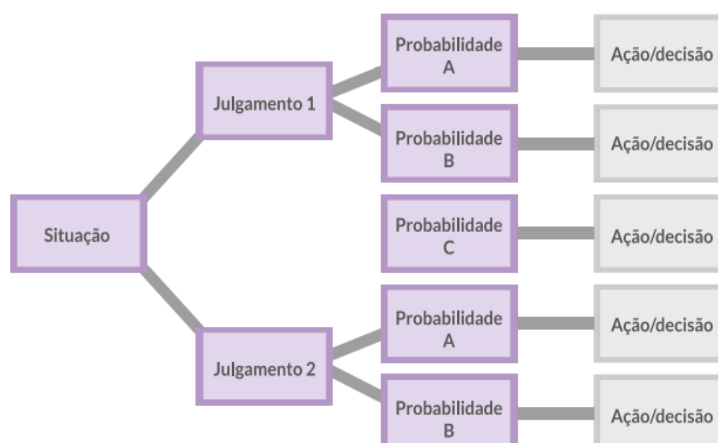 Probabilidade
A
Ação/decisão
Julgamento 1
Probabilidade
B
Ação/decisão
Situação
Probabilidade
C
Ação/decisão
Probabilidade
A
Ação/decisão
Julgamento 2
Probabilidade
B
Ação/decisão